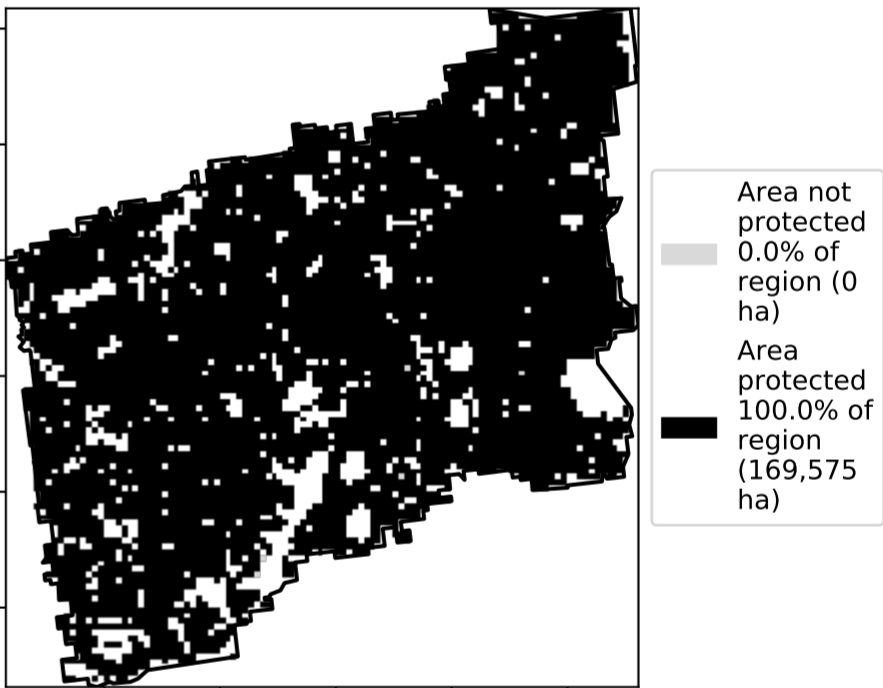 Area not
protected
0.0% of
region (0
ha)
Area
protected
100.0% of
region
(169,575
ha)